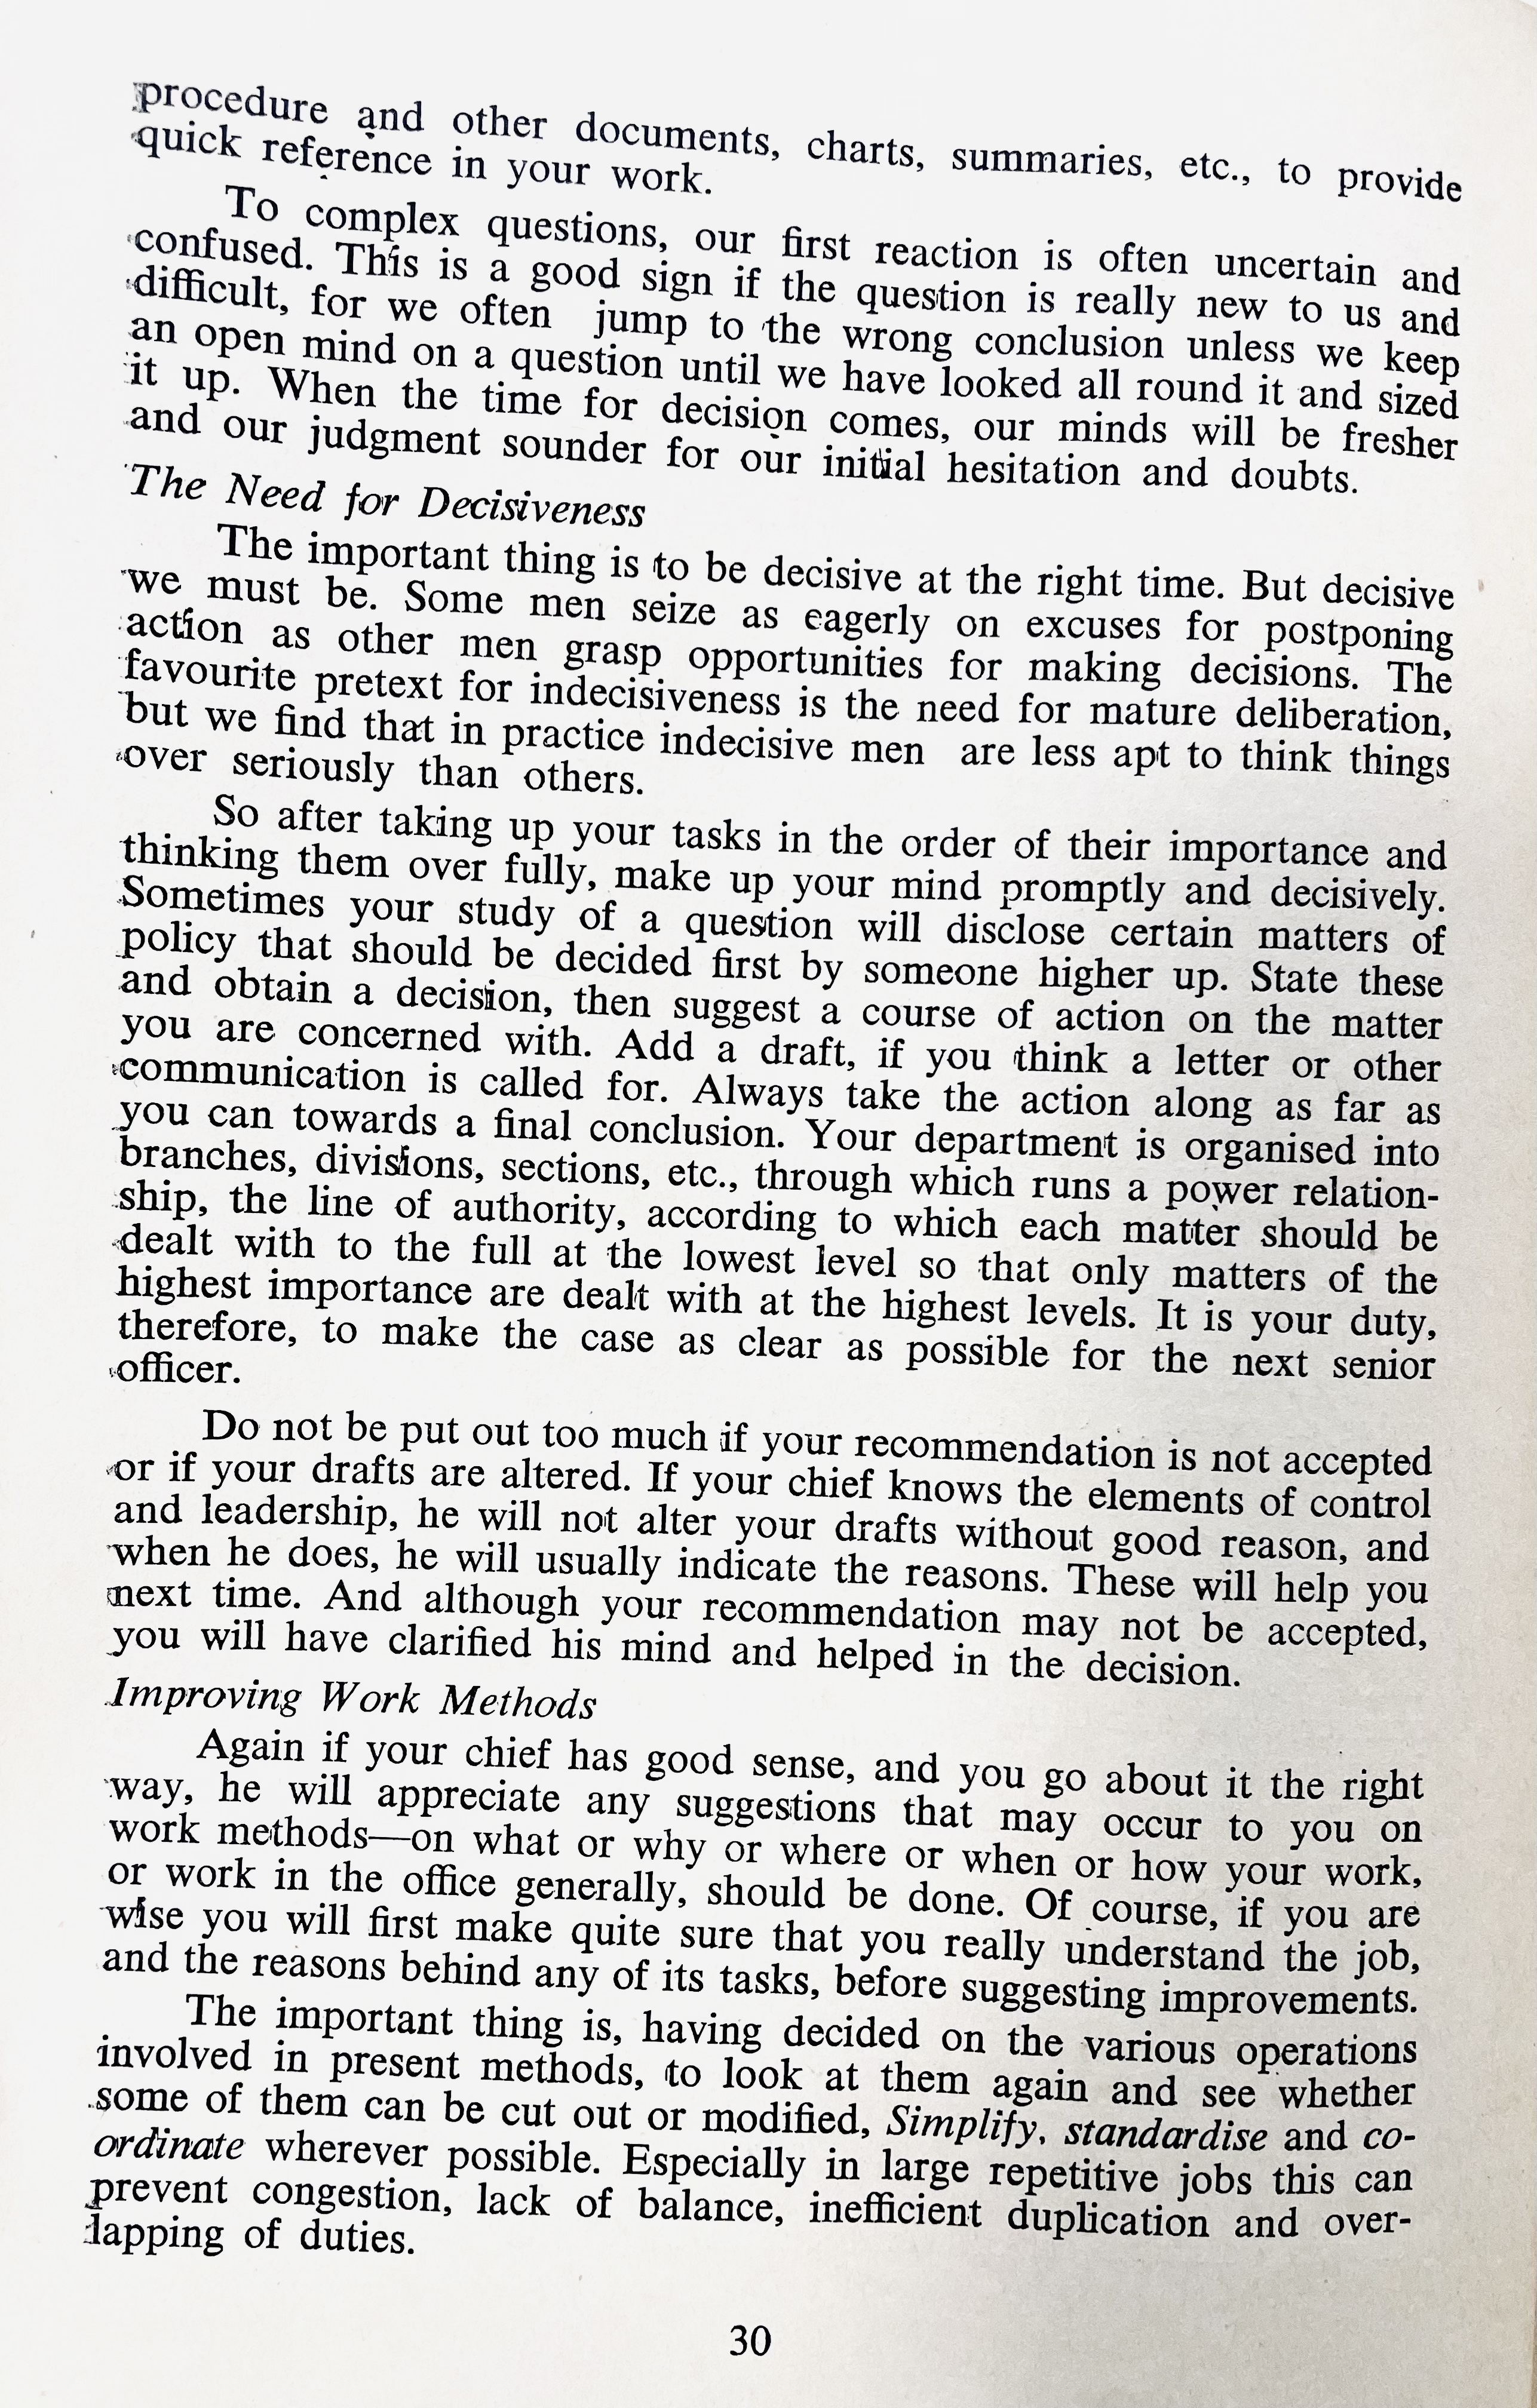 procedure and other documents, charts, summaries, etc., to provide
quick reference in your work.
To complex questions, our first reaction is often uncertain and
confused. This is a good sign if the question is really new to us and
difficult, for we often jump to the wrong conclusion unless we keep
an open mind on a question until we have looked all round it and sized
it up. When the time for decision comes, our minds will be fresher
and our judgment sounder for our initial hesitation and doubts.
The Need for Decisiveness
The important thing is to be decisive at the right time. But decisive
we must be. Some men seize as eagerly on excuses for postponing
action as other men grasp opportunities for making decisions. The
favourite pretext for indecisiveness is the need for mature deliberation,
but we find that in practice indecisive men are less apt to think things
over seriously than others.
So after taking up your tasks in the order of their importance and
thinking them over fully, make up your mind promptly and decisively.
Sometimes your study of a question will disclose certain matters of
policy that should be decided first by someone higher up. State these
and obtain a decision, then suggest a course of action on the matter
you are concerned with. Add a draft, if you think a letter or other
communication is called for. Always take the action along as far as
you can towards a final conclusion. Your department is organised into
branches, divisions, sections, etc., through which runs a power relation-
ship, the line of authority, according to which each matter should be
dealt with to the full at the lowest level so that only matters of the
highest importance are dealt with at the highest levels. It is your duty,
therefore, to make the case as clear as possible for the next senior
officer.
Do not be put out too much if your recommendation is not accepted
or if your drafts are altered. If your chief knows the elements of control
and leadership, he will not alter your drafts without good reason, and
when he does, he will usually indicate the reasons. These will help you
next time. And although your recommendation may not be accepted,
you will have clarified his mind and helped in the decision.
Improving Work Methods
Again if your chief has good sense, and you go about it the right
way, he will appreciate any suggestions that may occur to you on
work methods—on what or why or where or when or how your work,
or work in the office generally, should be done. Of course, if you are
wise you will first make quite sure that you really understand the job,
and the reasons behind any of its tasks, before suggesting improvements.
The important thing is, having decided on the various operations
involved in present methods, to look at them again and see whether
some of them can be cut out or modified, Simplify, standardise and co-
ordinate wherever possible. Especially in large repetitive jobs this can
prevent congestion, lack of balance, inefficient duplication and over-
lapping of duties.
30